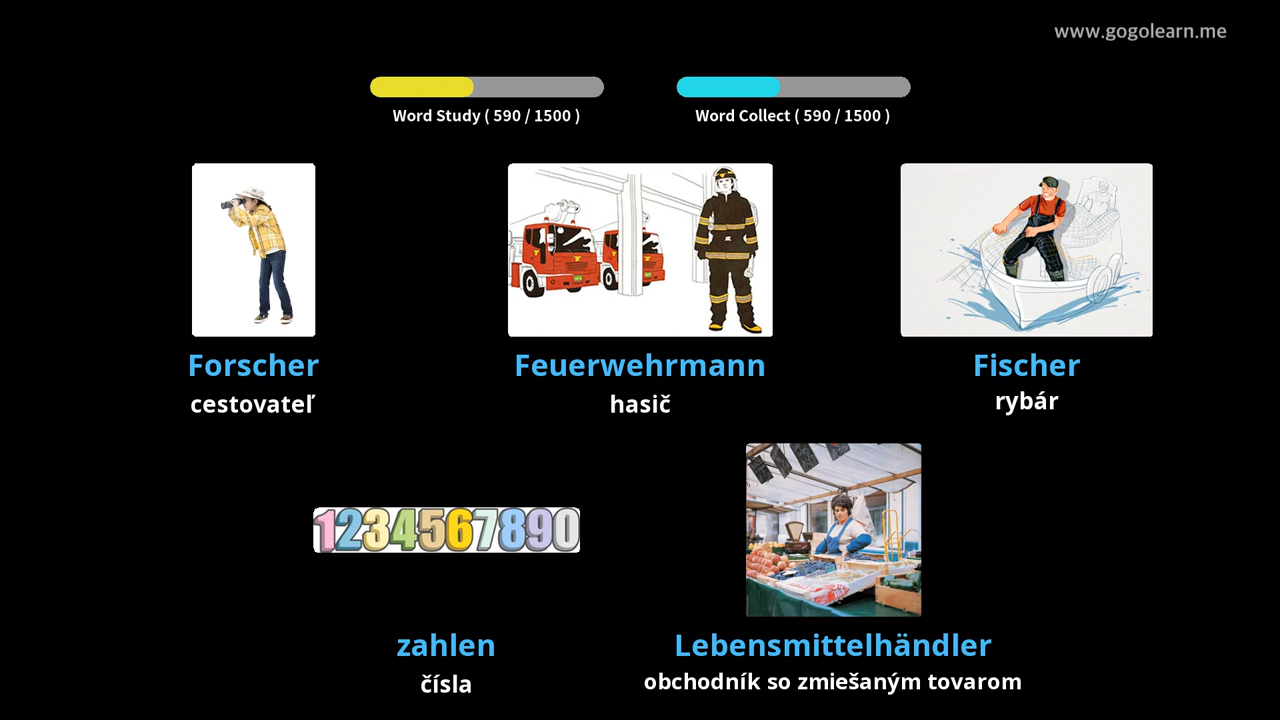 www.gogolearn.me
Word Study ( 590 / 1500 )
Word Collect ( 590 / 1500 )
Forscher
cestovateľ
Feuerwehrmann
hasič
Fischer
rybár
1234567890
zahlen
čísla
Lebensmittelhändler
obchodník so zmiešaným tovarom